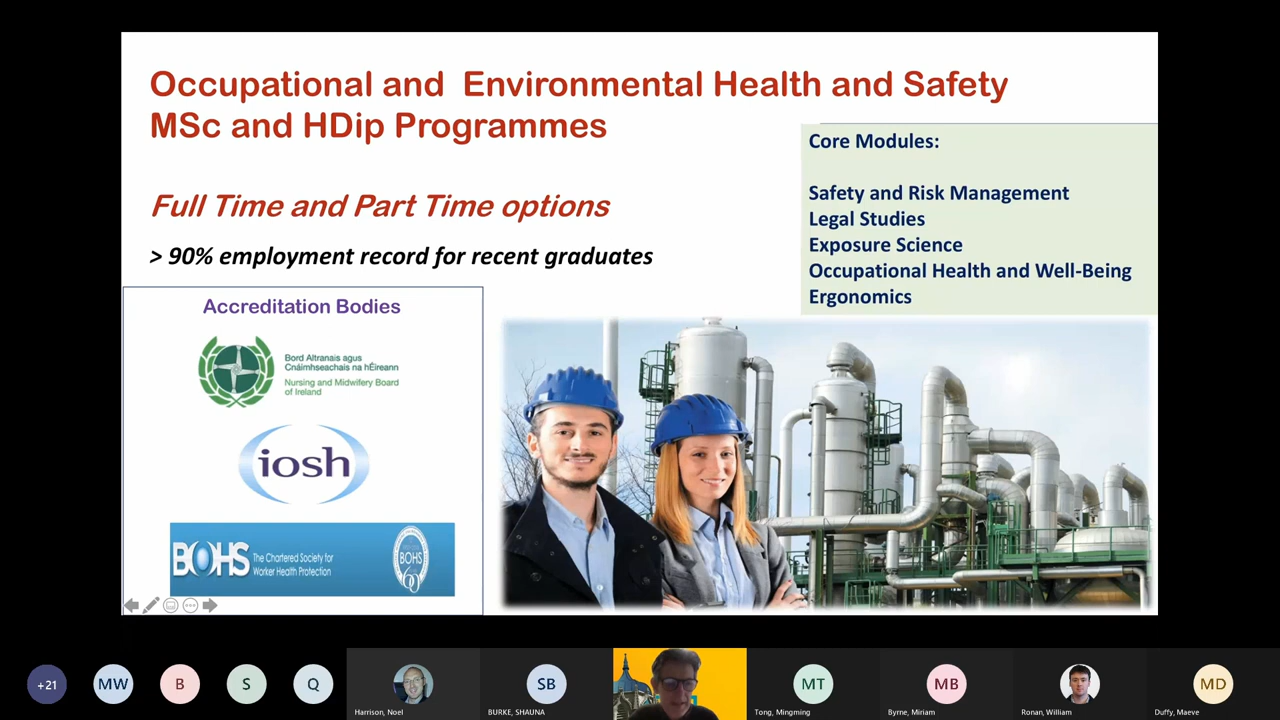 Occupational and Environmental Health and Safety
MSc and HDip Programmes
Full Time and Part Time options
> 90% employment record for recent graduates
Core Modules:
Safety and Risk Management
Legal Studies
Exposure Science
Occupational Health and Well-Being
Ergonomics
Accreditation Bodies
Bord Altranais agus
Cnáimhseachais na hÉireann
Nursing and Midwifery Board
of Ireland
iosh
BOHS
The Chartered Society for
Worker Health Protection
BOHS
60
+21
MW
B
S
Q
Harrison, Noel
SB
BURKE, SHAUNA
MT
Tong, Mingming
MB
Byrne, Miriam
Ronan, William
MD
Duffy, Maeve